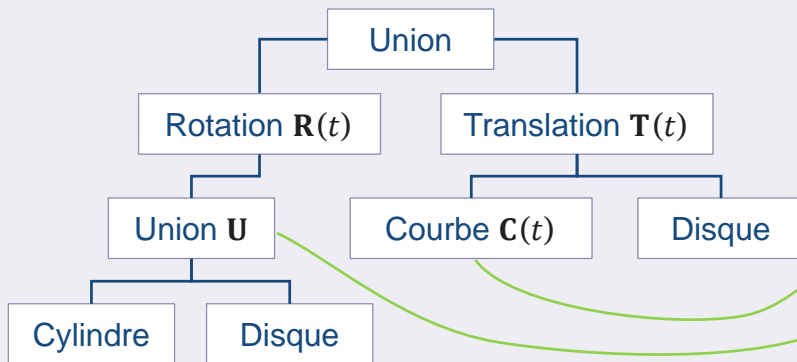 Union
Rotation R(t)
Translation T(t)
Union U
Courbe C(t)
Disque
Cylindre
Disque